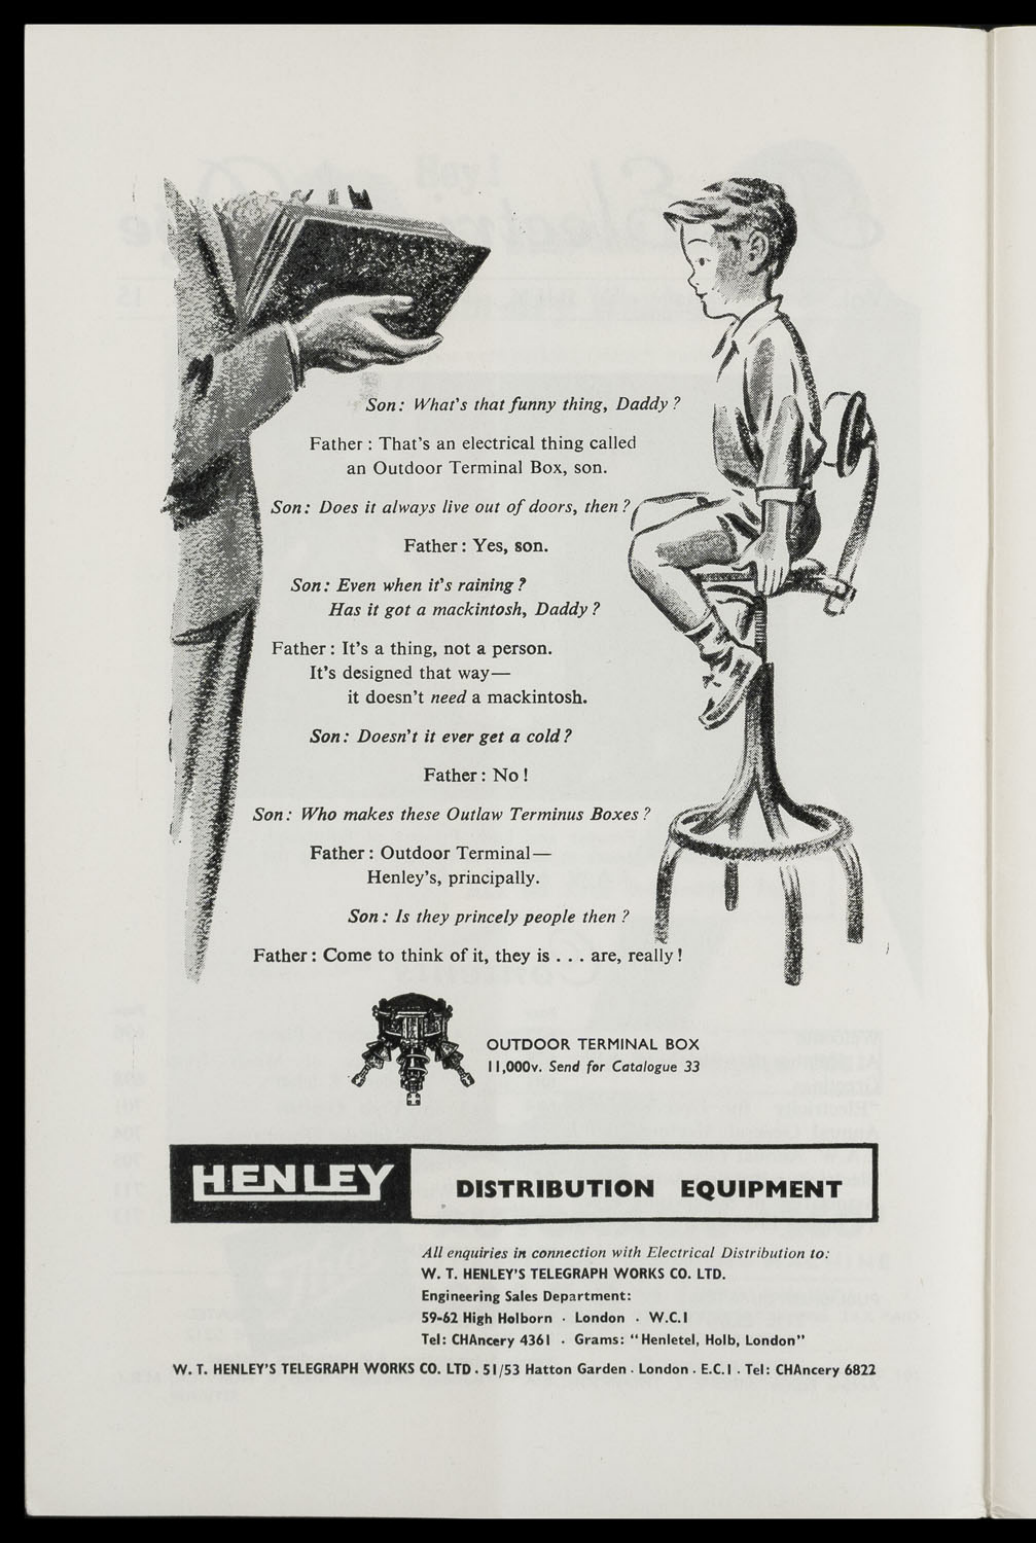 Son: What's that funny thing, Daddy ?
Father : That's an electrical thing called
an Outdoor Terminal Box, son.
Son: Does it always live out of doors, then ?
Father : Yes, son.
Son: Even when it's raining ?
Has it got a mackintosh, Daddy ?
Father : It's a thing, not a person.
It's designed that way—
it doesn't need a mackintosh.
Son: Doesn't it ever get a cold ?
Father : No !
Son: Who makes these Outlaw Terminus Boxes ?
Father : Outdoor Terminal—
Henley's, principally.
Son : Is they princely people then ?
Father : Come to think of it, they is . . . are, really !
OUTDOOR TERMINAL BOX
11,000v. Send for Catalogue 33
HENLEY DISTRIBUTION EQUIPMENT
All enquiries in connection with Electrical Distribution to:
W. T. HENLEY'S TELEGRAPH WORKS CO. LTD.
Engineering Sales Department:
59-62 High Holborn · London · W.C.1
Tel: CHAncery 4361 · Grams: "Henletel, Holb, London"
W. T. HENLEY'S TELEGRAPH WORKS CO. LTD · 51/53 Hatton Garden · London · E.C.1 · Tel: CHAncery 6822